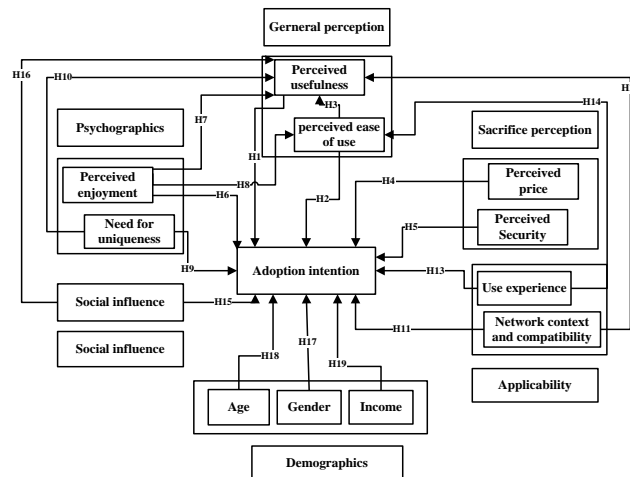 Gerneral perception
H16
H10
Perceived
usefulness
H
H3
H14
H7
Psychographics
perceived ease
of use
Sacrifice perception
H1
Perceived
enjoyment
H8
H6
H2
H4
Perceived
price
Need for
uniqueness
H5
Perceived
Security
H9
Adoption intention
H13
Use experience
Social influence
H15
H11
Network context
and compatibility
Social influence
H18
H17
H19
Applicability
Age
Gender
Income
Demographics